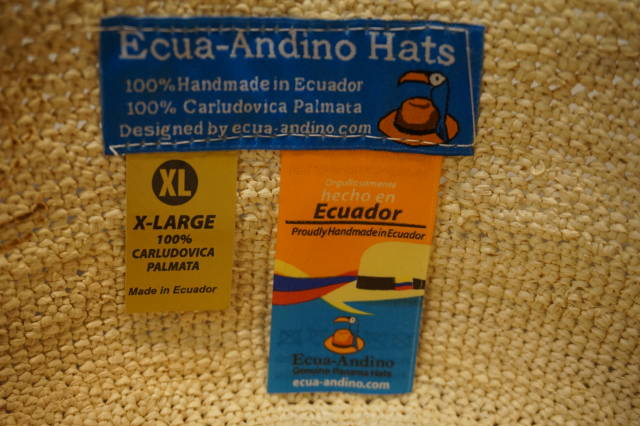 Ecua-Andino Hats
100% Handmade in Ecuador
100% Carludovica Palmata
Designed by ecua-andino.com
XL
X-LARGE
100%
CARLUDOVICA
PALMATA
Made in Ecuador
Orgullosamente
hecho en
Ecuador
Proudly Handmade in Ecuador
Ecua-Andino
Genuine Panama Hats
ecua-andino.com